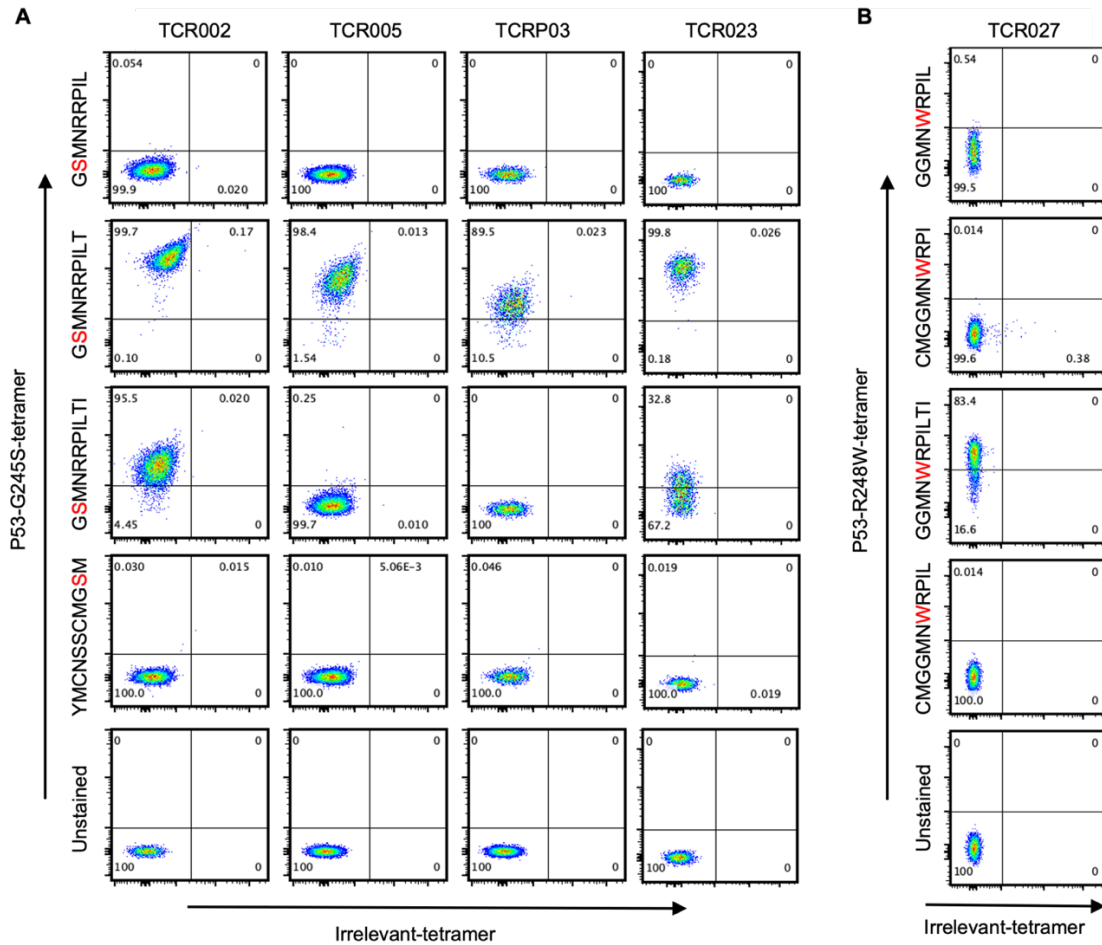 A
B
TCR002 TCR005 TCRP03 TCR023 TCR027
GSMNRRPIL
0.054 0
99.9 0.020
0 0
100 0
0 0
100 0
0 0
100 0
GGMNWRPIL
0.54 0
99.5 0
GSMNRRPILT
99.7 0.17
0.10 0
98.4 0.013
1.54 0
89.5 0.023
10.5 0
99.8 0.026
0.18 0
CMGGMNWRPI
0.014 0
99.6 0.38
GSMNRRPILTI
95.5 0.020
4.45 0
0.25 0
99.7 0.010
0 0
100 0
32.8 0
67.2 0
GGMNWRPILTI
83.4 0
16.6 0
YMCNSSCMGSM
0.030 0.015
100.0 0
0.010 5.06E-3
100.0 0
0.046 0
100.0 0
0.019 0
100.0 0.019
CMGGMNWRPIL
0.014 0
100.0 0
Unstained
0 0
100 0
0 0
100 0
0 0
100 0
0 0
100 0
Unstained
0 0
100 0
P53-G245S-tetramer
P53-R248W-tetramer
Irrelevant-tetramer
Irrelevant-tetramer